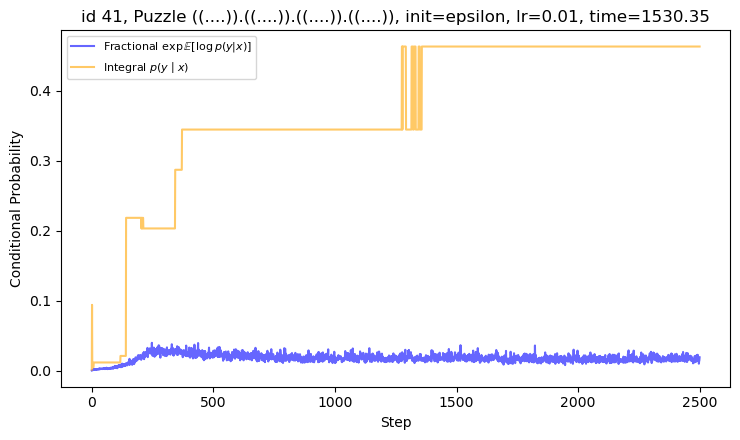 id 41, Puzzle ((....)).((....)).((....)).((....)), init=epsilon, lr=0.01, time=1530.35
Fractional exp𝔼[log p(y|x)]
Integral p(y | x)
Conditional Probability
0.4
0.3
0.2
0.1
0.0
0
500
1000
1500
2000
2500
Step